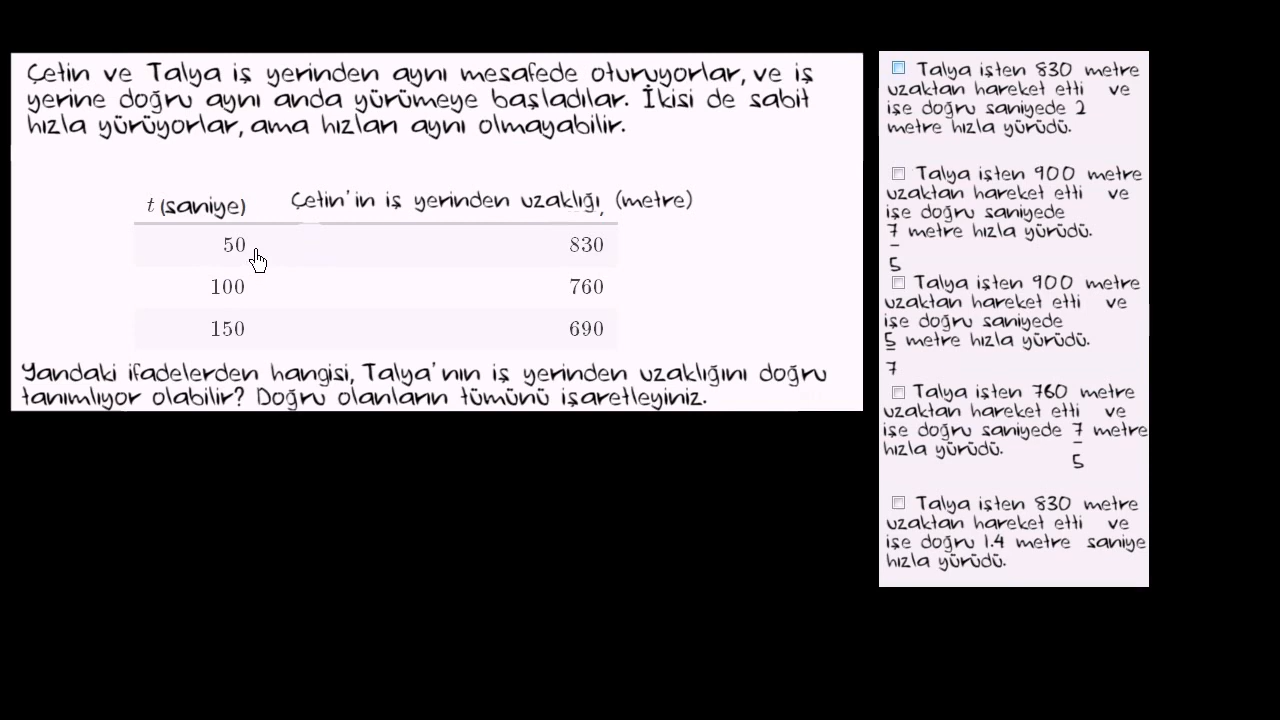 Çetin ve Talya iş yerinden aynı mesafede oturuyorlar, ve iş
yerine doğru aynı anda yürümeye başladılar. İkisi de sabit
hızla yürüyorlar, ama hızları aynı olmayabilir.
t (saniye) Çetin'in iş yerinden uzaklığı, (metre)
50 830
100 760
150 690
Yandaki ifadelerden hangisi, Talya'nın iş yerinden uzaklığını doğru
tanımlıyor olabilir? Doğru olanların tümünü işaretleyiniz.
Talya işten 830 metre
uzaktan hareket etti ve
işe doğru saniyede 2
metre hızla yürüdü.
Talya işten 900 metre
uzaktan hareket etti ve
işe doğru saniyede
7 metre hızla yürüdü.
5
Talya işten 900 metre
uzaktan hareket etti ve
işe doğru saniyede
5 metre hızla yürüdü.
7
Talya işten 760 metre
uzaktan hareket etti ve
işe doğru saniyede 7 metre
hızla yürüdü.
5
Talya işten 830 metre
uzaktan hareket etti ve
işe doğru 1.4 metre saniye
hızla yürüdü.